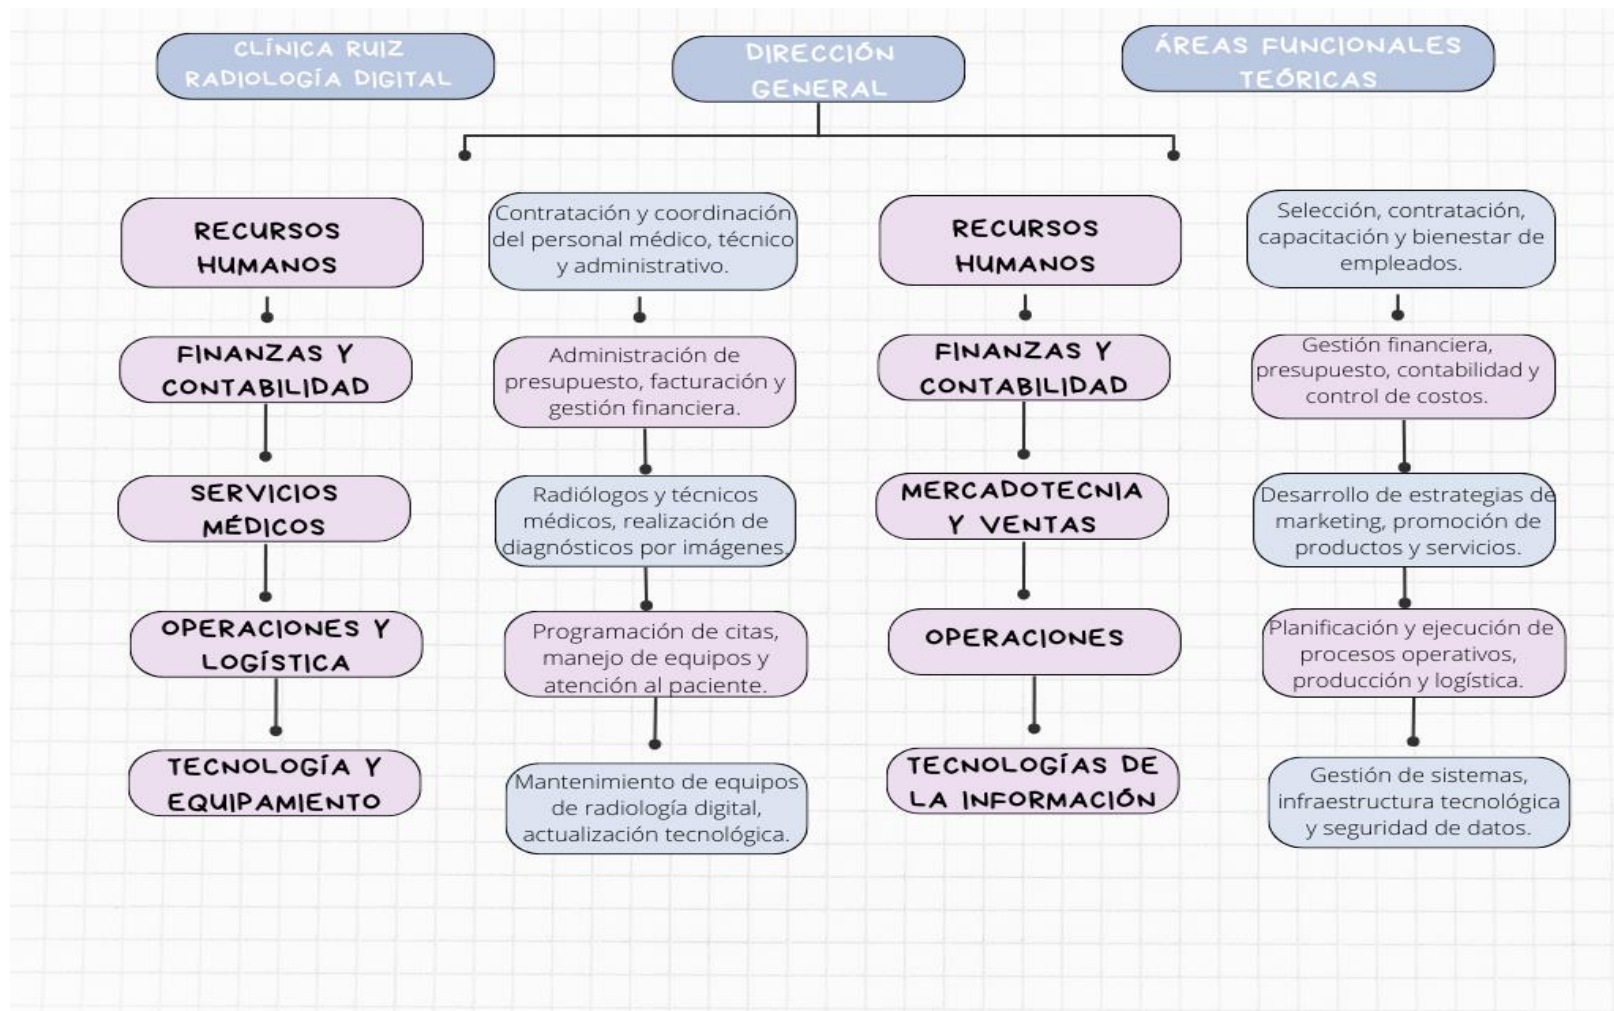 CLÍNICA RUIZ
RADIOLOGÍA DIGITAL
DIRECCIÓN
GENERAL
ÁREAS FUNCIONALES
TEÓRICAS
RECURSOS
HUMANOS
Contratación y coordinación
del personal médico, técnico
y administrativo.
RECURSOS
HUMANOS
Selección, contratación,
capacitación y bienestar de
empleados.
FINANZAS Y
CONTABILIDAD
Administración de
presupuesto, facturación y
gestión financiera.
FINANZAS Y
CONTABILIDAD
Gestión financiera,
presupuesto, contabilidad y
control de costos.
SERVICIOS
MÉDICOS
Radiólogos y técnicos
médicos, realización de
diagnósticos por imágenes.
MERCADOTECNIA
Y VENTAS
Desarrollo de estrategias de
marketing, promoción de
productos y servicios.
OPERACIONES Y
LOGÍSTICA
Programación de citas,
manejo de equipos y
atención al paciente.
OPERACIONES
Planificación y ejecución de
procesos operativos,
producción y logística.
TECNOLOGÍA Y
EQUIPAMIENTO
Mantenimiento de equipos
de radiología digital,
actualización tecnológica.
TECNOLOGÍAS DE
LA INFORMACIÓN
Gestión de sistemas,
infraestructura tecnológica
y seguridad de datos.